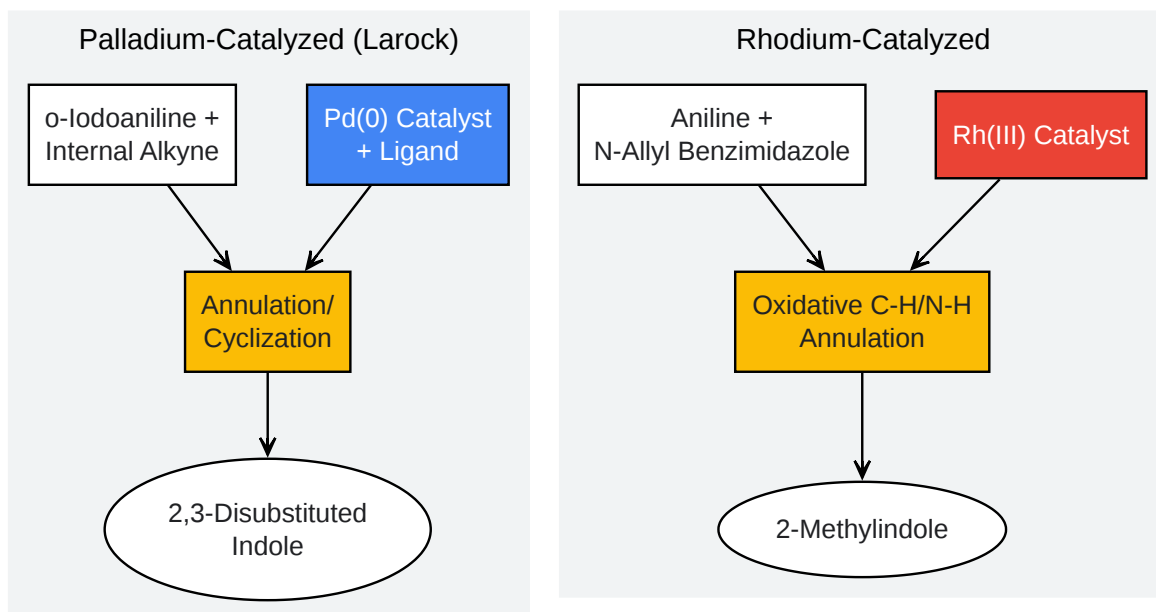 Palladium-Catalyzed (Larock)
o-Iodoaniline +
Internal Alkyne
Pd(0) Catalyst
+ Ligand
Annulation/
Cyclization
2,3-Disubstituted
Indole
Rhodium-Catalyzed
Aniline +
N-Allyl Benzimidazole
Rh(III) Catalyst
Oxidative C-H/N-H
Annulation
2-Methylindole